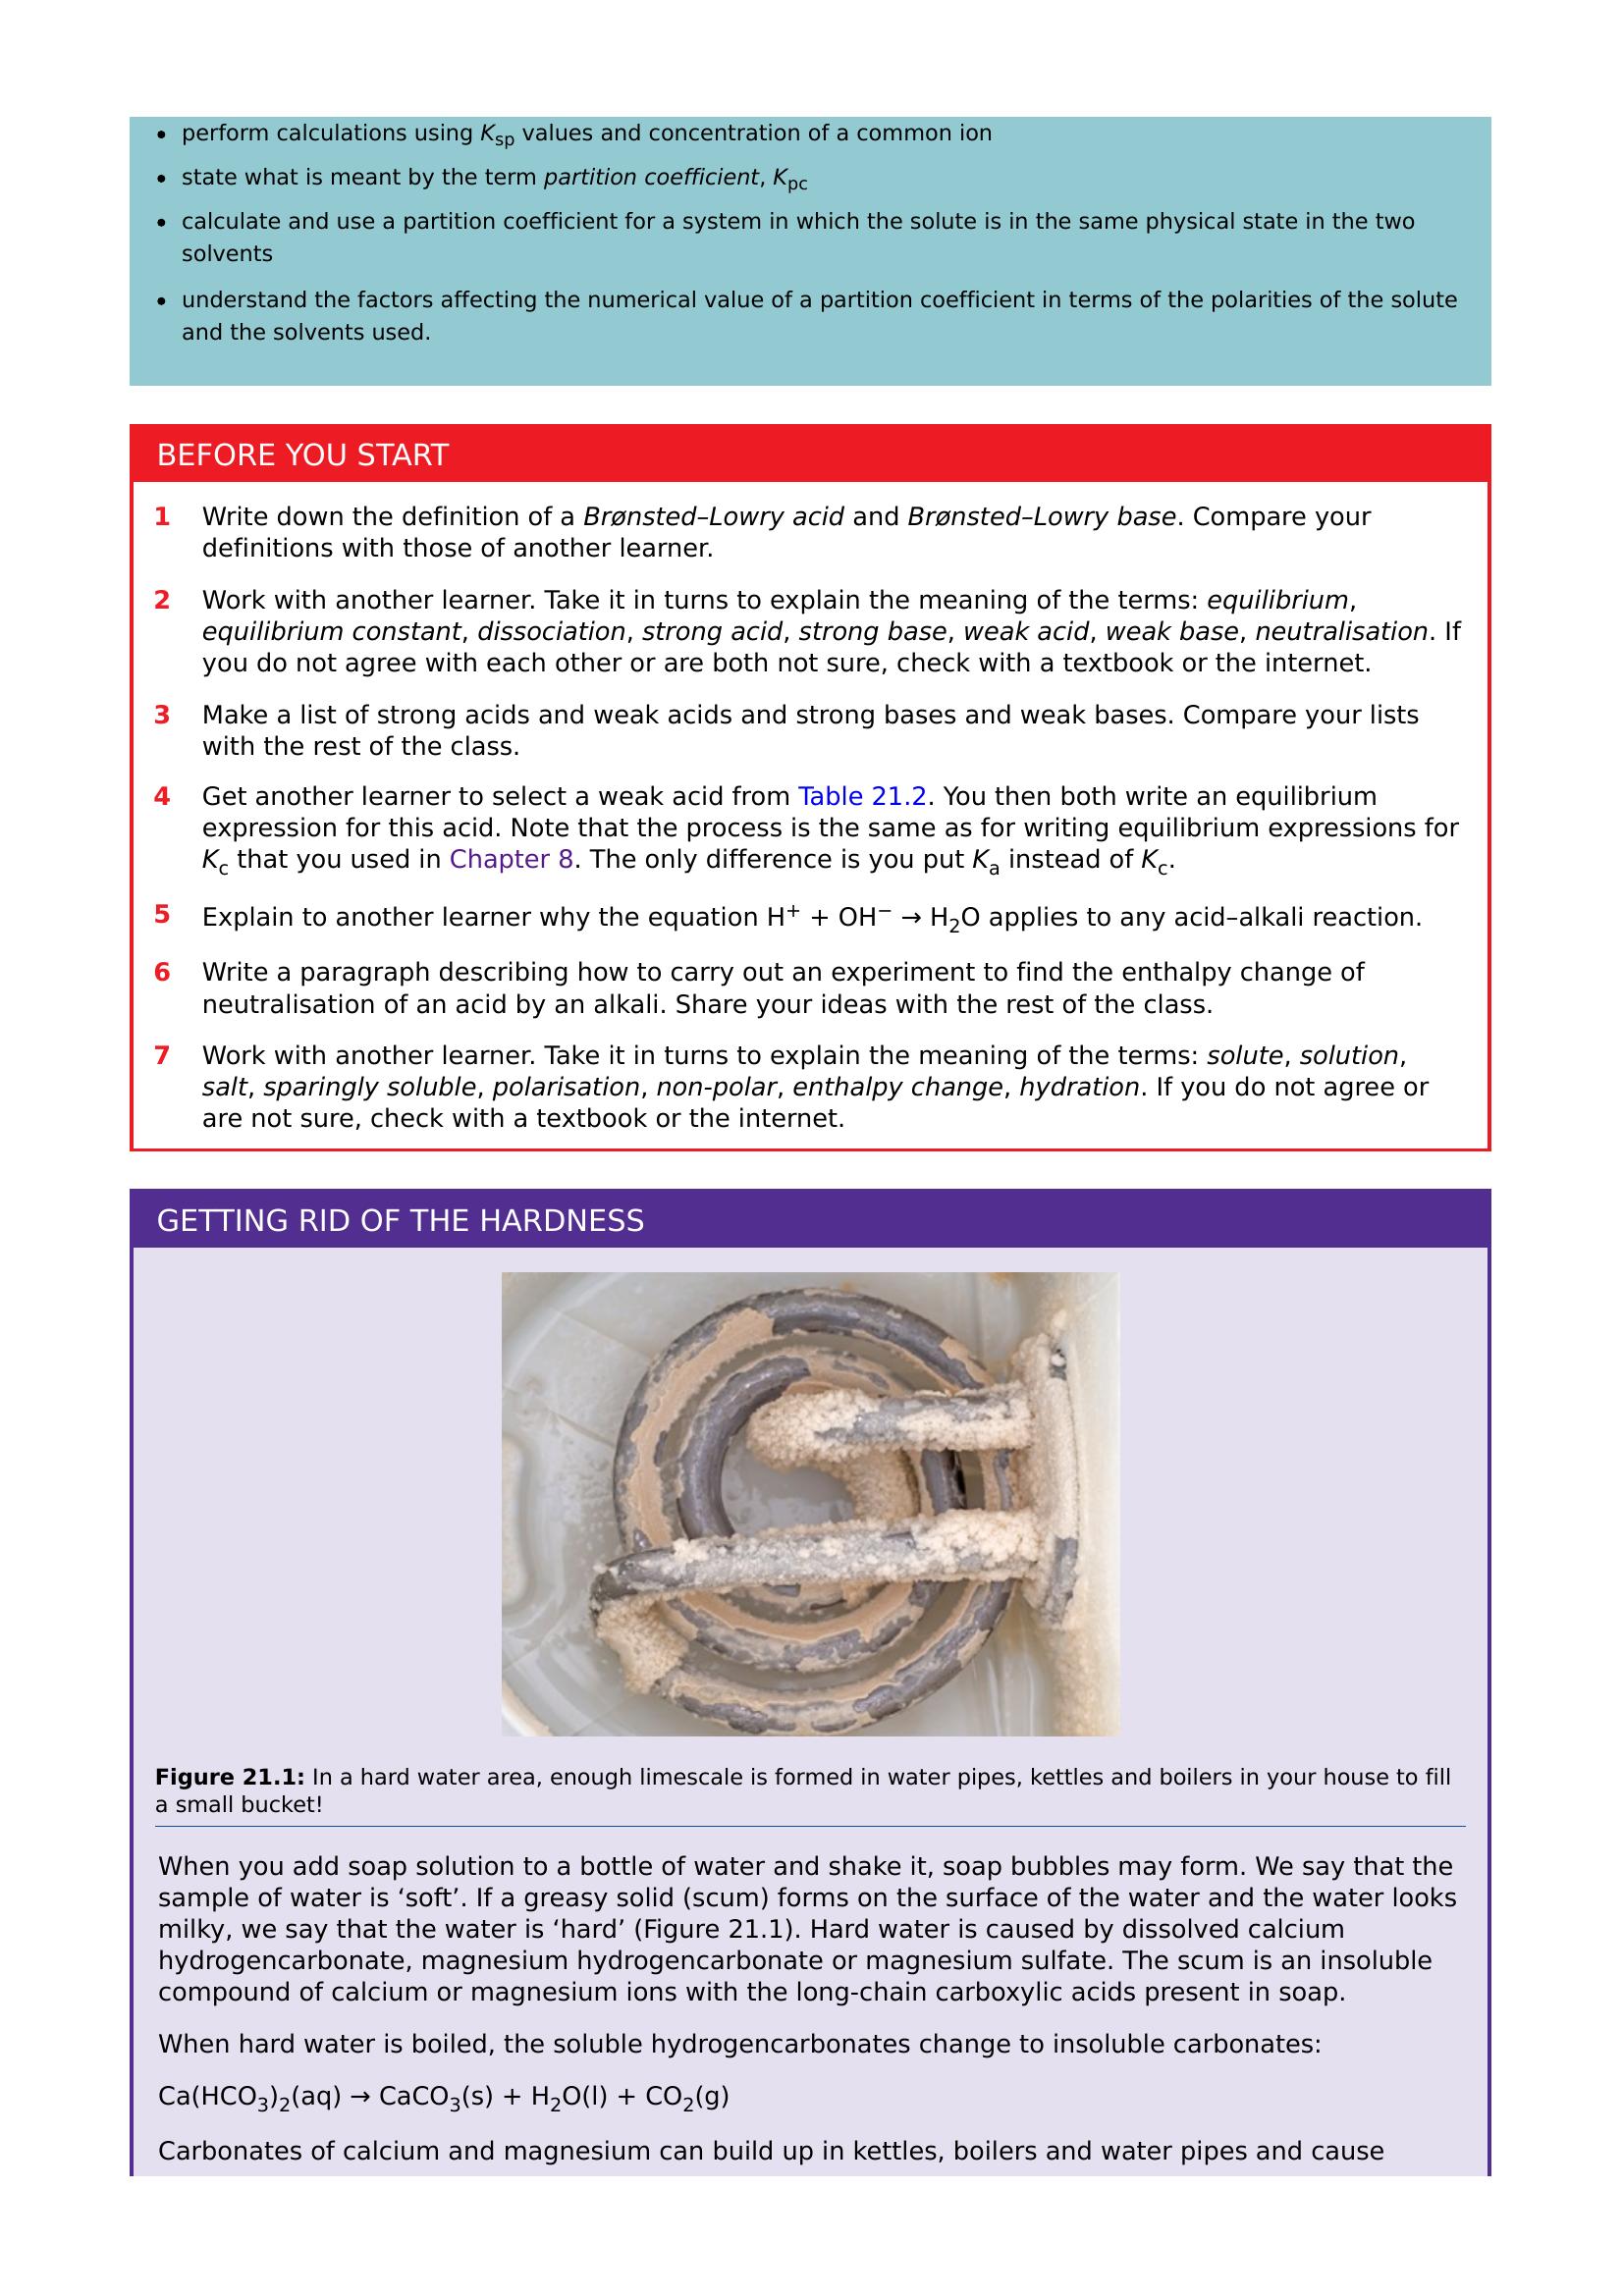 • perform calculations using Ksp values and concentration of a common ion
• state what is meant by the term partition coefficient, Kpc
• calculate and use a partition coefficient for a system in which the solute is in the same physical state in the two
solvents
• understand the factors affecting the numerical value of a partition coefficient in terms of the polarities of the solute
and the solvents used.
BEFORE YOU START
1 Write down the definition of a Brønsted–Lowry acid and Brønsted–Lowry base. Compare your
definitions with those of another learner.
2 Work with another learner. Take it in turns to explain the meaning of the terms: equilibrium,
equilibrium constant, dissociation, strong acid, strong base, weak acid, weak base, neutralisation. If
you do not agree with each other or are both not sure, check with a textbook or the internet.
3 Make a list of strong acids and weak acids and strong bases and weak bases. Compare your lists
with the rest of the class.
4 Get another learner to select a weak acid from Table 21.2. You then both write an equilibrium
expression for this acid. Note that the process is the same as for writing equilibrium expressions for
Kc that you used in Chapter 8. The only difference is you put Ka instead of Kc.
5 Explain to another learner why the equation H⁺ + OH⁻ → H₂O applies to any acid–alkali reaction.
6 Write a paragraph describing how to carry out an experiment to find the enthalpy change of
neutralisation of an acid by an alkali. Share your ideas with the rest of the class.
7 Work with another learner. Take it in turns to explain the meaning of the terms: solute, solution,
salt, sparingly soluble, polarisation, non-polar, enthalpy change, hydration. If you do not agree or
are not sure, check with a textbook or the internet.
GETTING RID OF THE HARDNESS
Figure 21.1: In a hard water area, enough limescale is formed in water pipes, kettles and boilers in your house to fill
a small bucket!
When you add soap solution to a bottle of water and shake it, soap bubbles may form. We say that the
sample of water is ‘soft’. If a greasy solid (scum) forms on the surface of the water and the water looks
milky, we say that the water is ‘hard’ (Figure 21.1). Hard water is caused by dissolved calcium
hydrogencarbonate, magnesium hydrogencarbonate or magnesium sulfate. The scum is an insoluble
compound of calcium or magnesium ions with the long-chain carboxylic acids present in soap.
When hard water is boiled, the soluble hydrogencarbonates change to insoluble carbonates:
Ca(HCO₃)₂(aq) → CaCO₃(s) + H₂O(l) + CO₂(g)
Carbonates of calcium and magnesium can build up in kettles, boilers and water pipes and cause